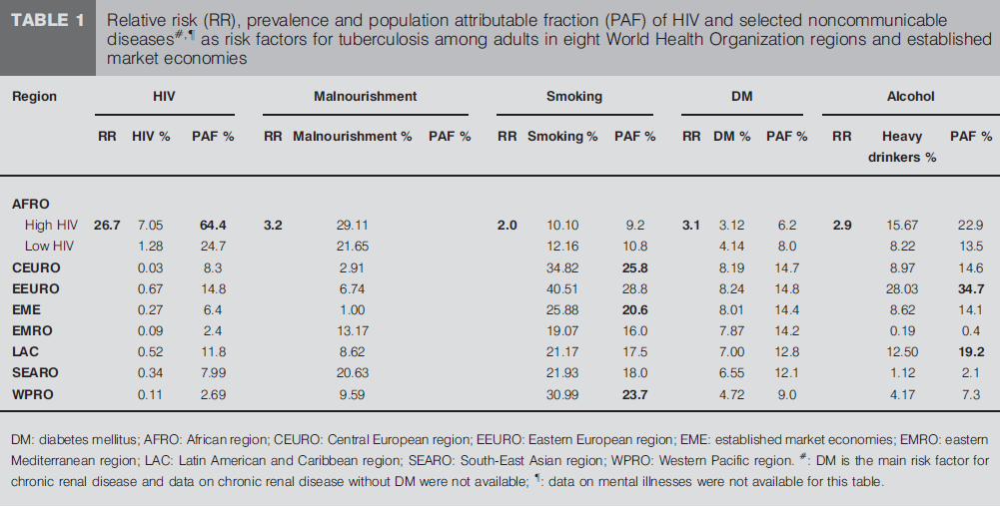 TABLE 1 Relative risk (RR), prevalence and population attributable fraction (PAF) of HIV and selected noncommunicable
diseases#,¶ as risk factors for tuberculosis among adults in eight World Health Organization regions and established
market economies
Region HIV Malnourishment Smoking DM Alcohol
RR HIV % PAF % RR Malnourishment % PAF % RR Smoking % PAF % RR DM % PAF % RR Heavy PAF %
drinkers %
AFRO
High HIV 26.7 7.05 64.4 3.2 29.11 2.0 10.10 9.2 3.1 3.12 6.2 2.9 15.67 22.9
Low HIV 1.28 24.7 21.65 12.16 10.8 4.14 8.0 8.22 13.5
CEURO 0.03 8.3 2.91 34.82 25.8 8.19 14.7 8.97 14.6
EEURO 0.67 14.8 6.74 40.51 28.8 8.24 14.8 28.03 34.7
EME 0.27 6.4 1.00 25.88 20.6 8.01 14.4 8.62 14.1
EMRO 0.09 2.4 13.17 19.07 16.0 7.87 14.2 0.19 0.4
LAC 0.52 11.8 8.62 21.17 17.5 7.00 12.8 12.50 19.2
SEARO 0.34 7.99 20.63 21.93 18.0 6.55 12.1 1.12 2.1
WPRO 0.11 2.69 9.59 30.99 23.7 4.72 9.0 4.17 7.3
DM: diabetes mellitus; AFRO: African region; CEURO: Central European region; EEURO: Eastern European region; EME: established market economies; EMRO: eastern
Mediterranean region; LAC: Latin American and Caribbean region; SEARO: South-East Asian region; WPRO: Western Pacific region. #: DM is the main risk factor for
chronic renal disease and data on chronic renal disease without DM were not available; ¶: data on mental illnesses were not available for this table.